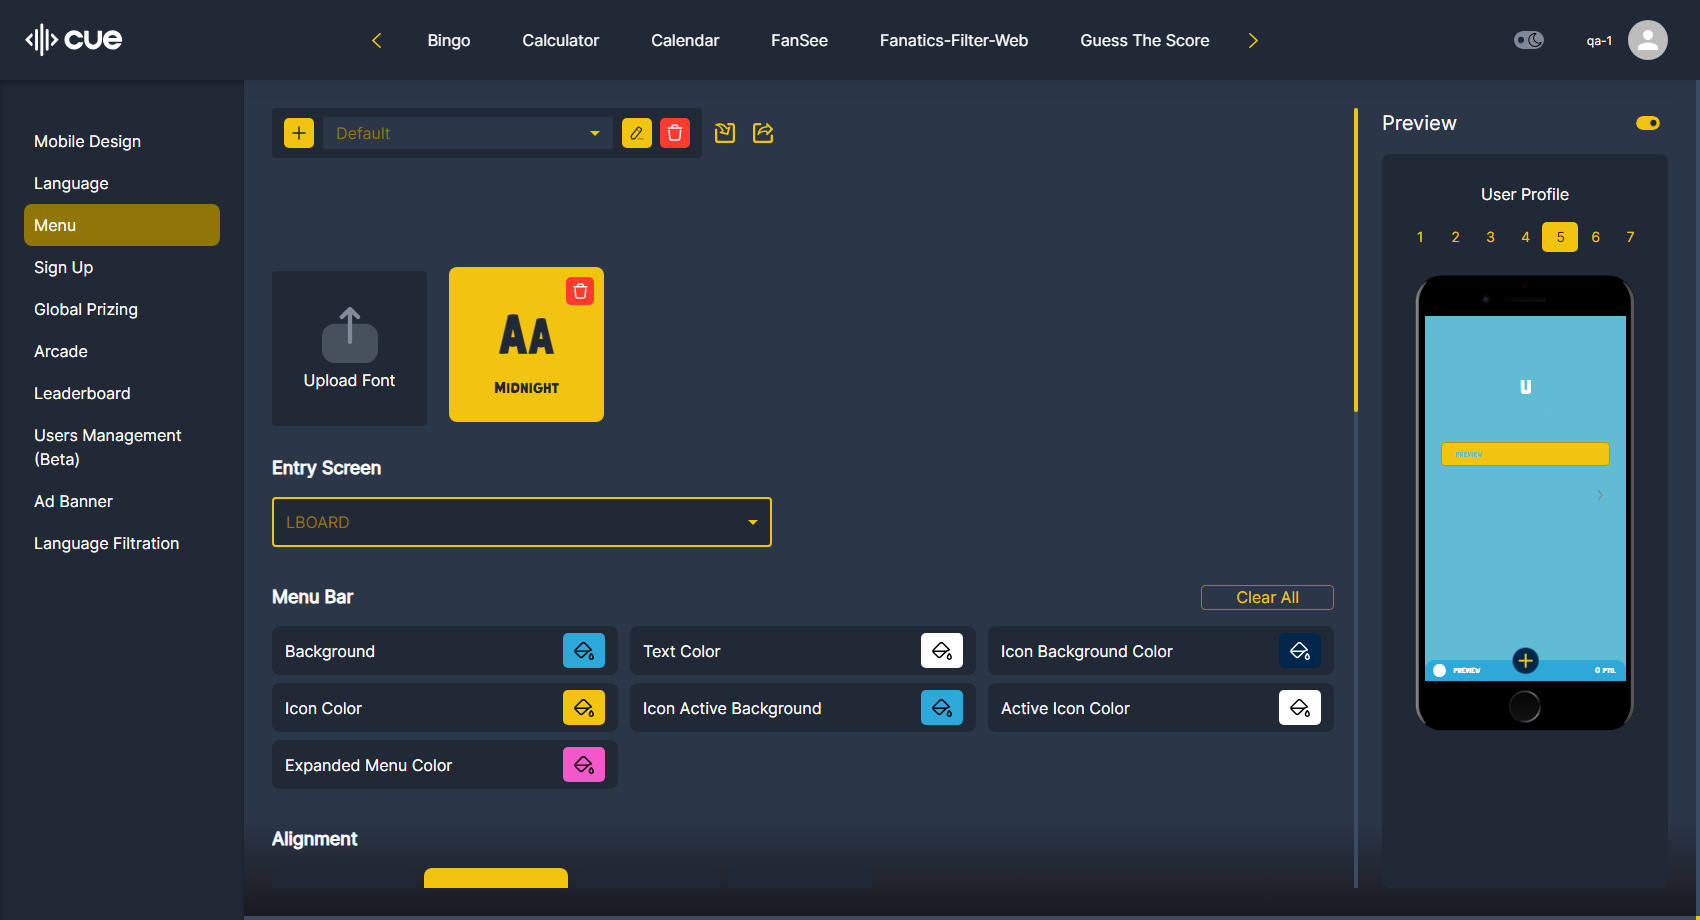 cue
Bingo
Calculator
Calendar
FanSee
Fanatics-Filter-Web
Guess The Score
qa-1
Mobile Design
Language
Menu
Sign Up
Global Prizing
Arcade
Leaderboard
Users Management
(Beta)
Ad Banner
Language Filtration
Default
Upload Font
AA
MIDNIGHT
Entry Screen
LBOARD
Menu Bar
Clear All
Background
Text Color
Icon Background Color
Icon Color
Icon Active Background
Active Icon Color
Expanded Menu Color
Alignment
Preview
User Profile
1 2 3 4 5 6 7
U
PREVIEW
PREVIEW
0 PTS.